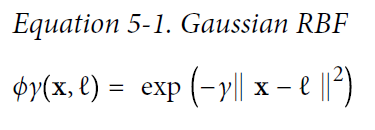 Equation 5-1. Gaussian RBF
ϕγ(x, ℓ) = exp (−γ‖ x − ℓ ‖²)